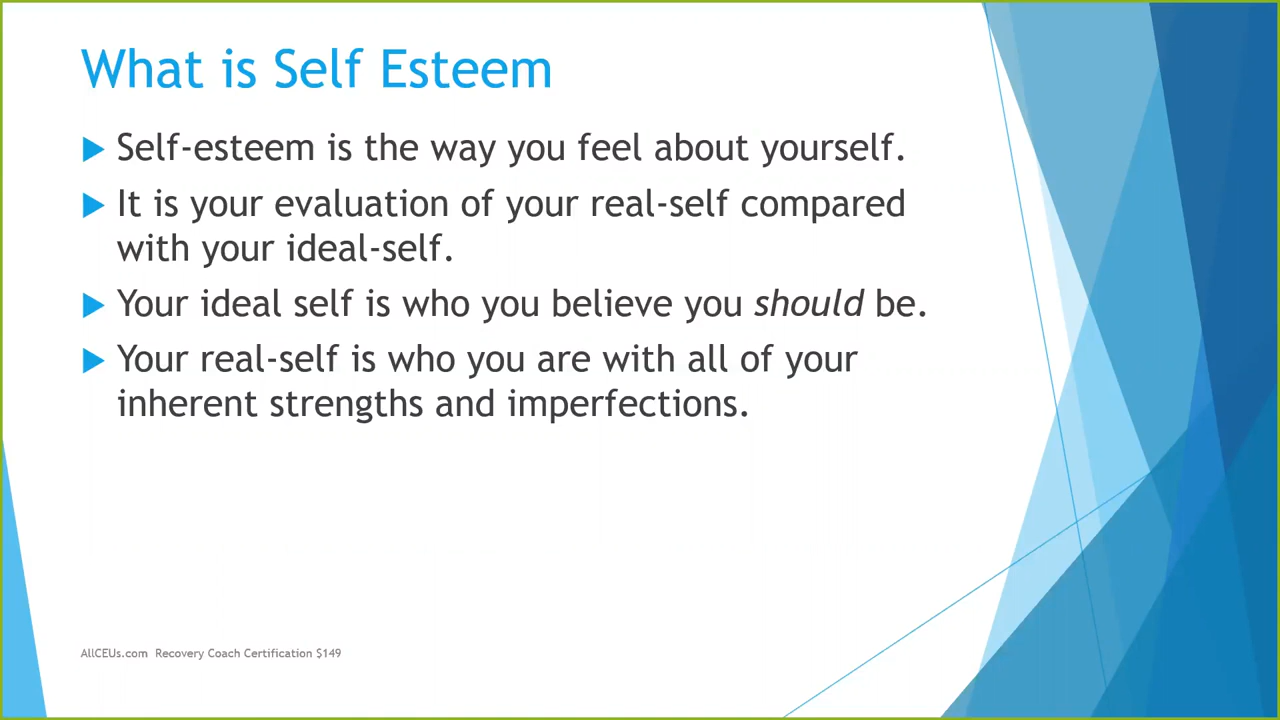 What is Self Esteem
Self-esteem is the way you feel about yourself.
It is your evaluation of your real-self compared
with your ideal-self.
Your ideal self is who you believe you should be.
Your real-self is who you are with all of your
inherent strengths and imperfections.
AllCEUs.com Recovery Coach Certification $149